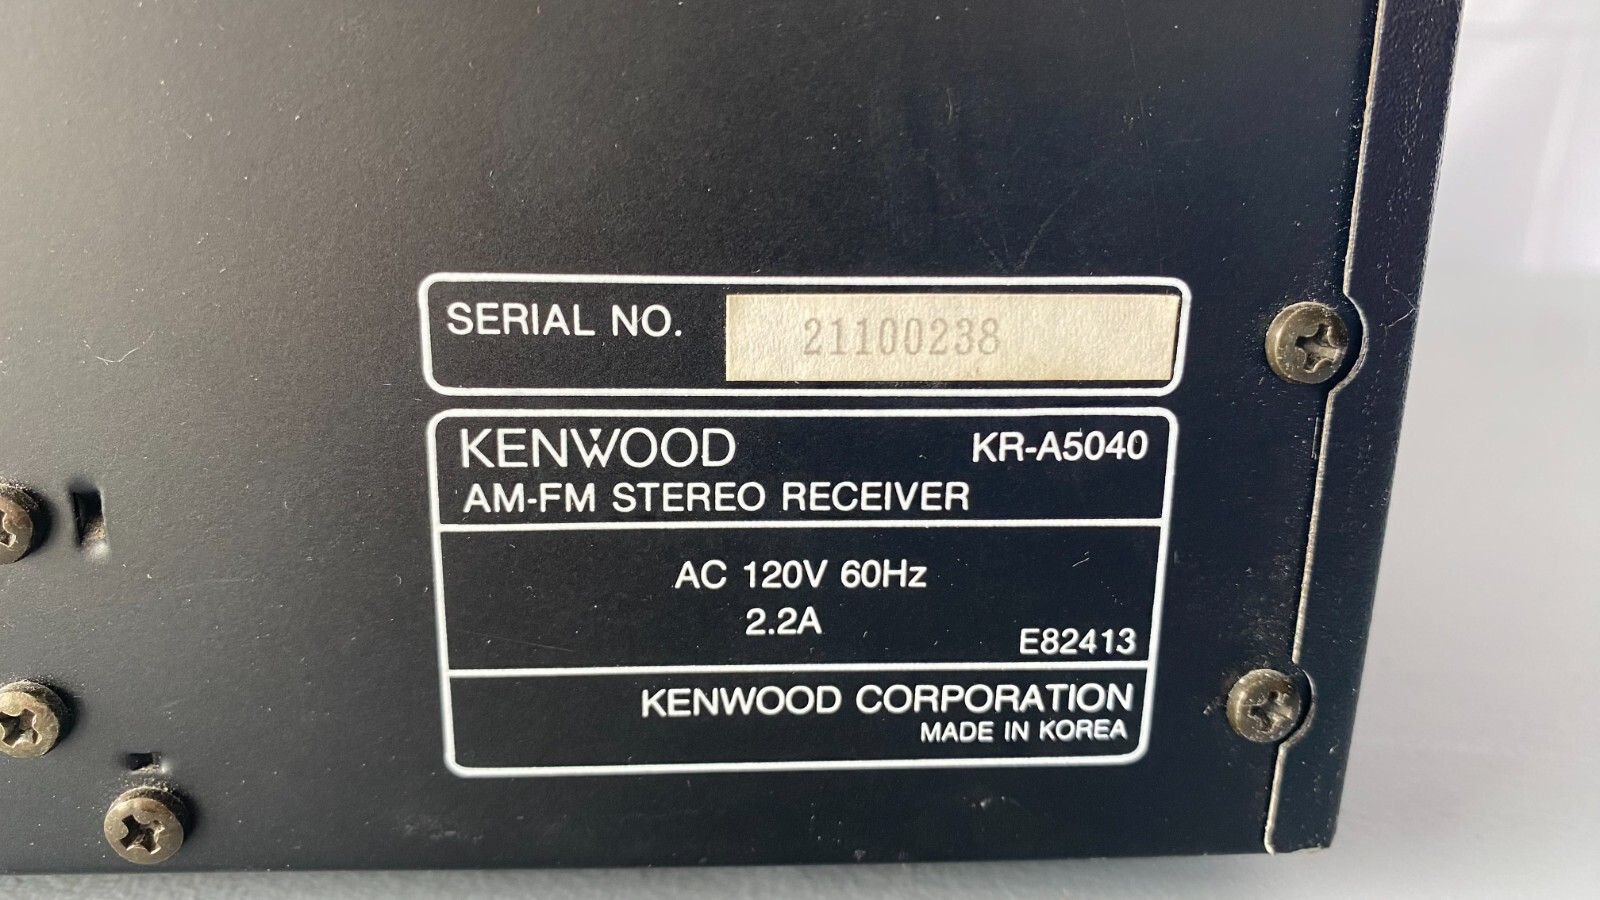 SERIAL NO. 21100238
KENWOOD KR-A5040
AM-FM STEREO RECEIVER
AC 120V 60Hz
2.2A
E82413
KENWOOD CORPORATION
MADE IN KOREA